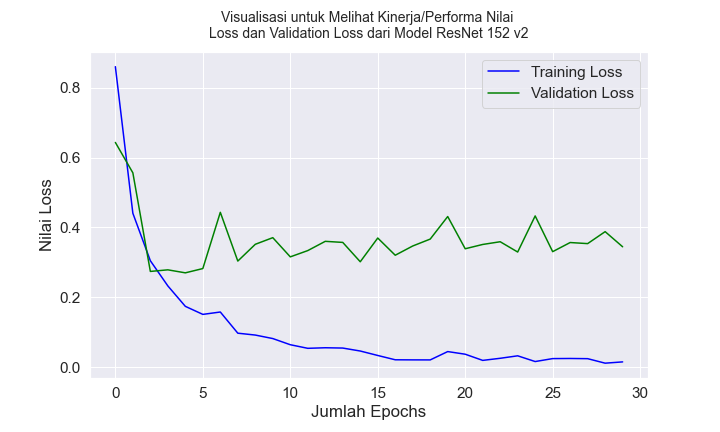 Visualisasi untuk Melihat Kinerja/Performa Nilai
Loss dan Validation Loss dari Model ResNet 152 v2
Training Loss
Validation Loss
Nilai Loss
0.8
0.6
0.4
0.2
0.0
0 5 10 15 20 25 30
Jumlah Epochs